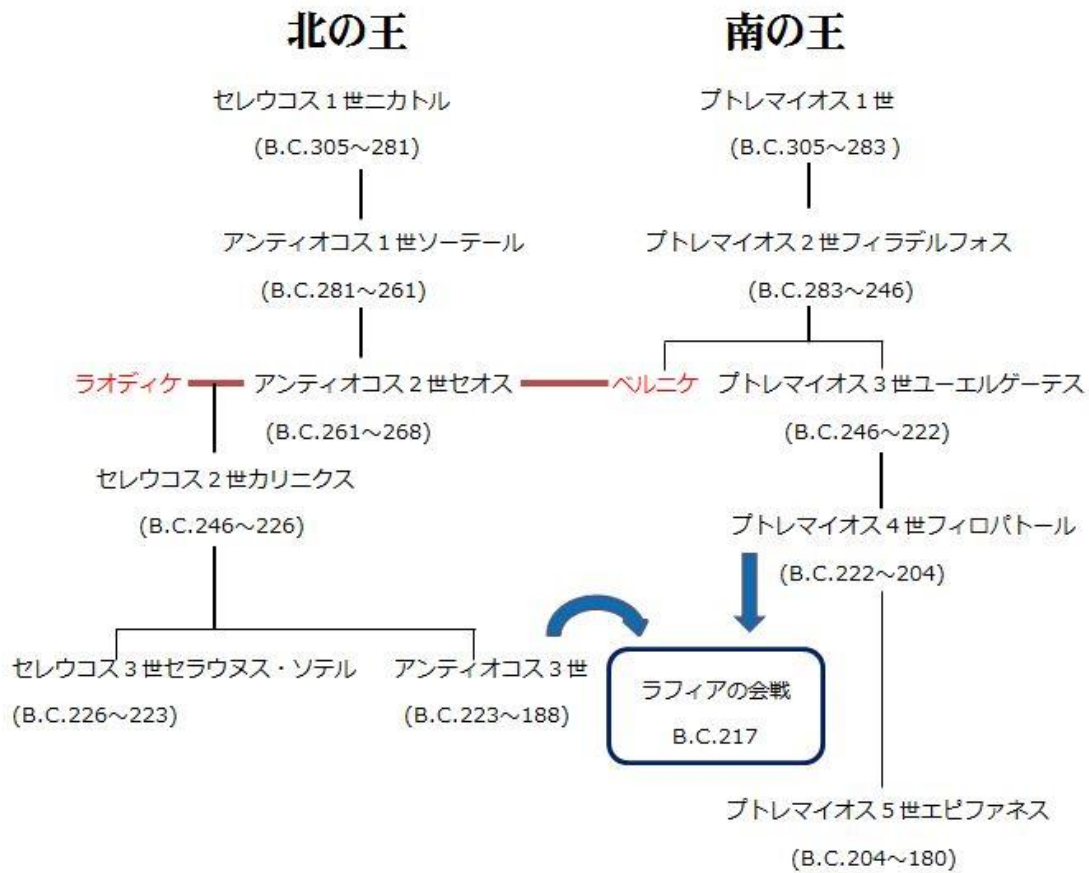 北の王
南の王
セレウコス1世ニカトル
プトレマイオス1世
(B.C.305～281)
(B.C.305～283 )
アンティオコス1世ソーテール
プトレマイオス2世フィラデルフォス
(B.C.281～261)
(B.C.283～246)
ラオディケ
アンティオコス2世セオス
ベルニケ
プトレマイオス3世ユーエルゲーテス
(B.C.261～268)
(B.C.246～222)
セレウコス2世カリニクス
(B.C.246～226)
プトレマイオス4世フィロパトール
(B.C.222～204)
セレウコス3世セラウヌス・ソテル
アンティオコス3世
(B.C.226～223)
(B.C.223～188)
ラフィアの会戦
B.C.217
プトレマイオス5世エピファネス
(B.C.204～180)